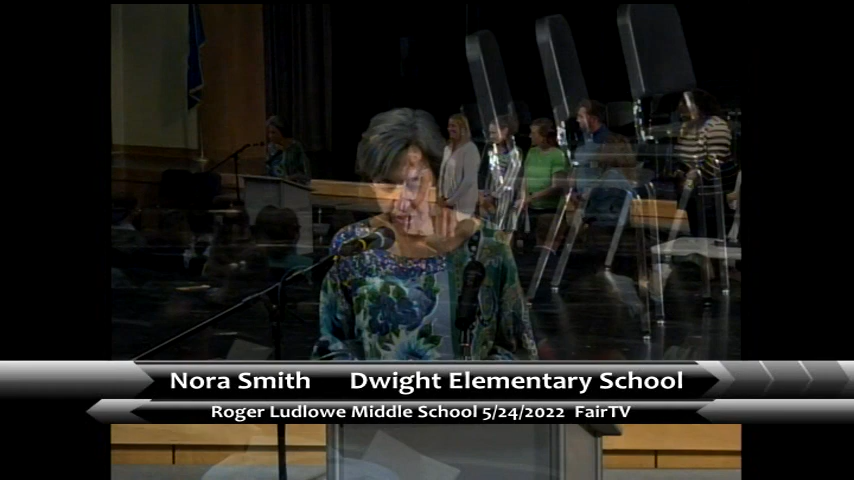 Nora Smith Dwight Elementary School
Roger Ludlowe Middle School 5/24/2022 FairTV